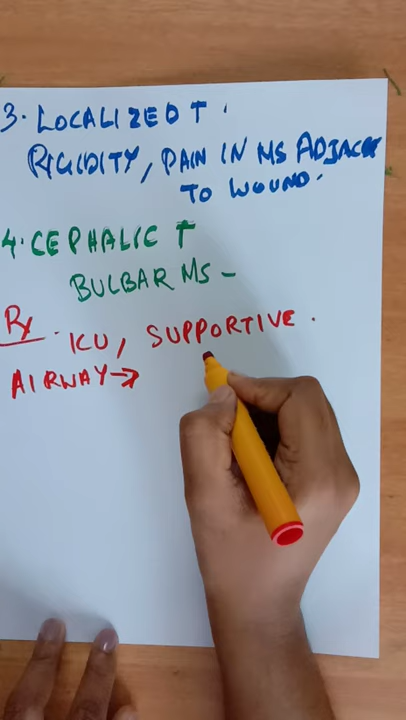 3. LOCALIZED T.
RIGIDITY, PAIN IN MS ADJACENT
TO WOUND.
4. CEPHALIC T
BULBAR MS -
Rx
. ICU, SUPPORTIVE.
AIRWAY →